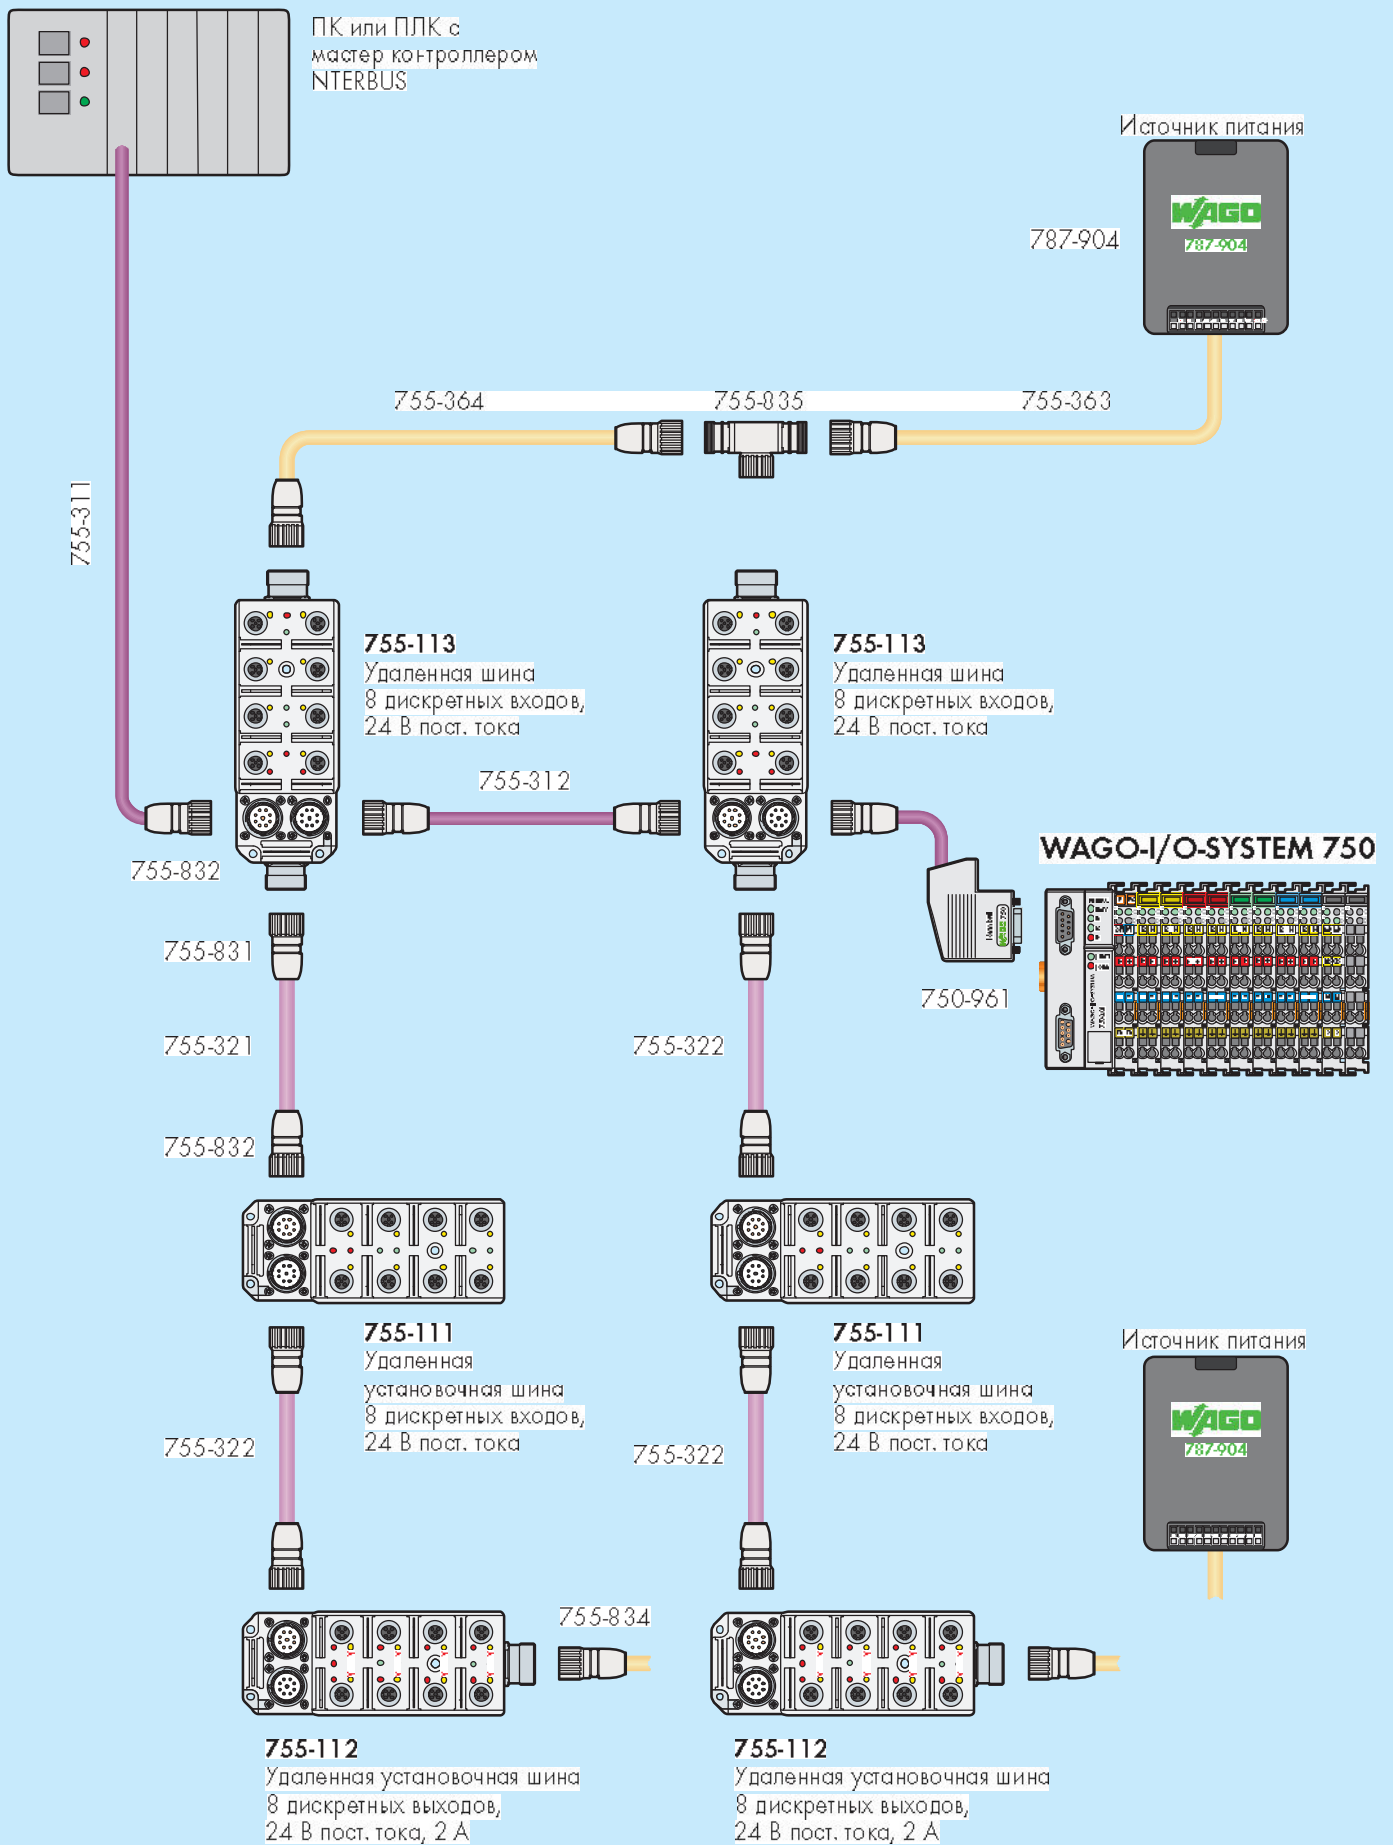 ПК или ПЛК с
мастер контроллером
NTERBUS
Источник питания
WAGO
787-904
787-904
755-364
755-835
755-363
755-311
755-113
Удаленная шина
8 дискретных входов,
24 В пост. тока
755-113
Удаленная шина
8 дискретных входов,
24 В пост. тока
755-312
755-832
WAGO-I/O-SYSTEM 750
755-831
WAGO 750
750-961
755-321
755-322
755-832
755-111
Удаленная
установочная шина
8 дискретных входов,
24 В пост. тока
755-111
Удаленная
установочная шина
8 дискретных входов,
24 В пост. тока
Источник питания
WAGO
787-904
755-322
755-322
755-834
755-112
Удаленная установочная шина
8 дискретных выходов,
24 В пост. тока, 2 А
755-112
Удаленная установочная шина
8 дискретных выходов,
24 В пост. тока, 2 А